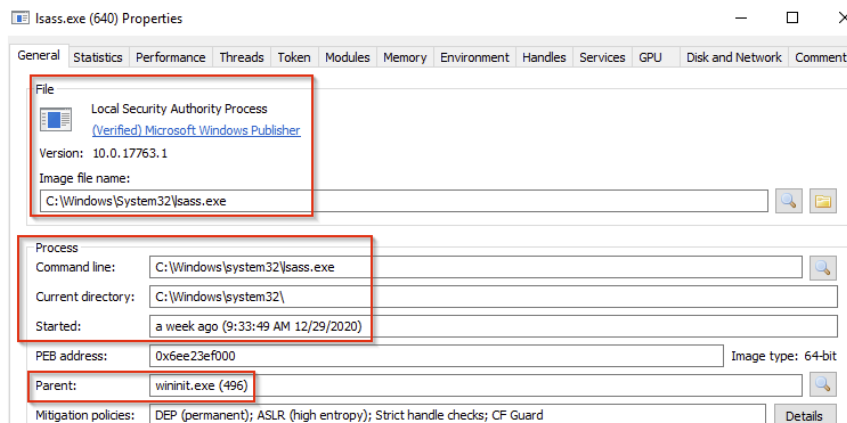 lsass.exe (640) Properties
General Statistics Performance Threads Token Modules Memory Environment Handles Services GPU Disk and Network Comment
File
Local Security Authority Process
(Verified) Microsoft Windows Publisher
Version: 10.0.17763.1
Image file name:
C:\Windows\System32\lsass.exe
Process
Command line: C:\Windows\system32\lsass.exe
Current directory: C:\Windows\system32\
Started: a week ago (9:33:49 AM 12/29/2020)
PEB address: 0x6ee23ef000 Image type: 64-bit
Parent: wininit.exe (496)
Mitigation policies: DEP (permanent); ASLR (high entropy); Strict handle checks; CF Guard Details